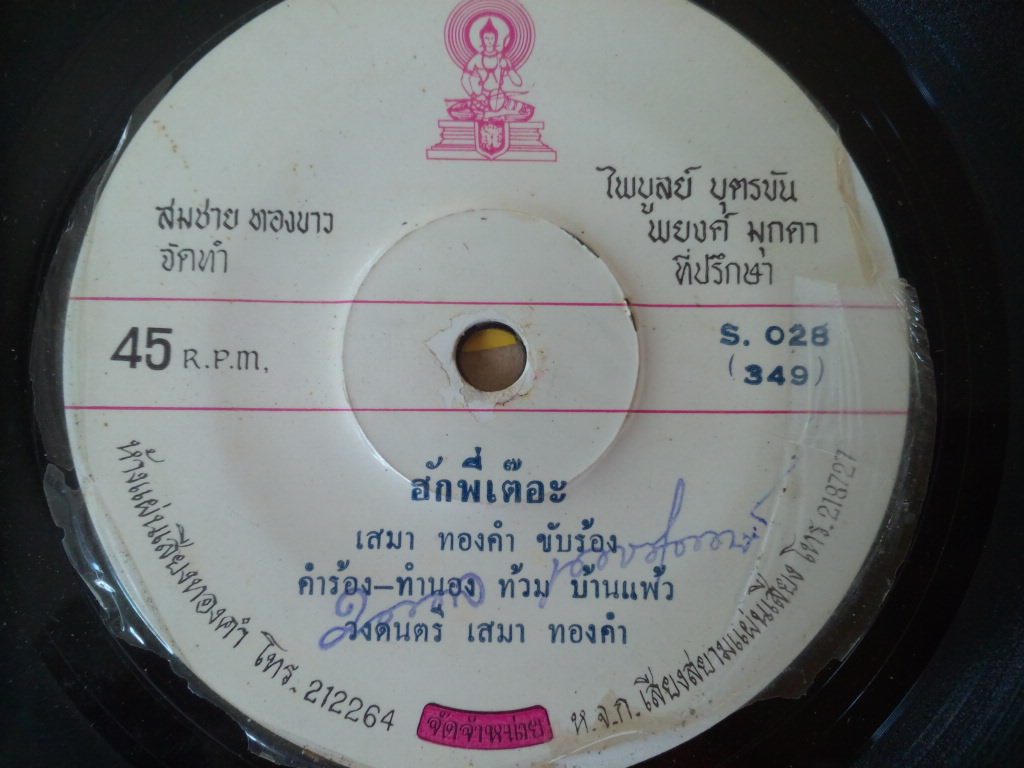 สมชาย ทองขาว
จัดทำ
ไพบูลย์ บุตรขัน
พยงค์ มุกดา
ที่ปรึกษา
45 R.P.M.
S. 028
(349)
ฮักพี่เต๊อะ
เสมา ทองคำ ขับร้อง
คำร้อง–ทำนอง ท้วม บ้านแพ้ว
วงดนตรี เสมา ทองคำ
ห้างแผ่นเสียงทองคำ โทร. 212264
จัดจำหน่าย
ห.จ.ก. เสียงสยามแผ่นเสียง โทร. 213727